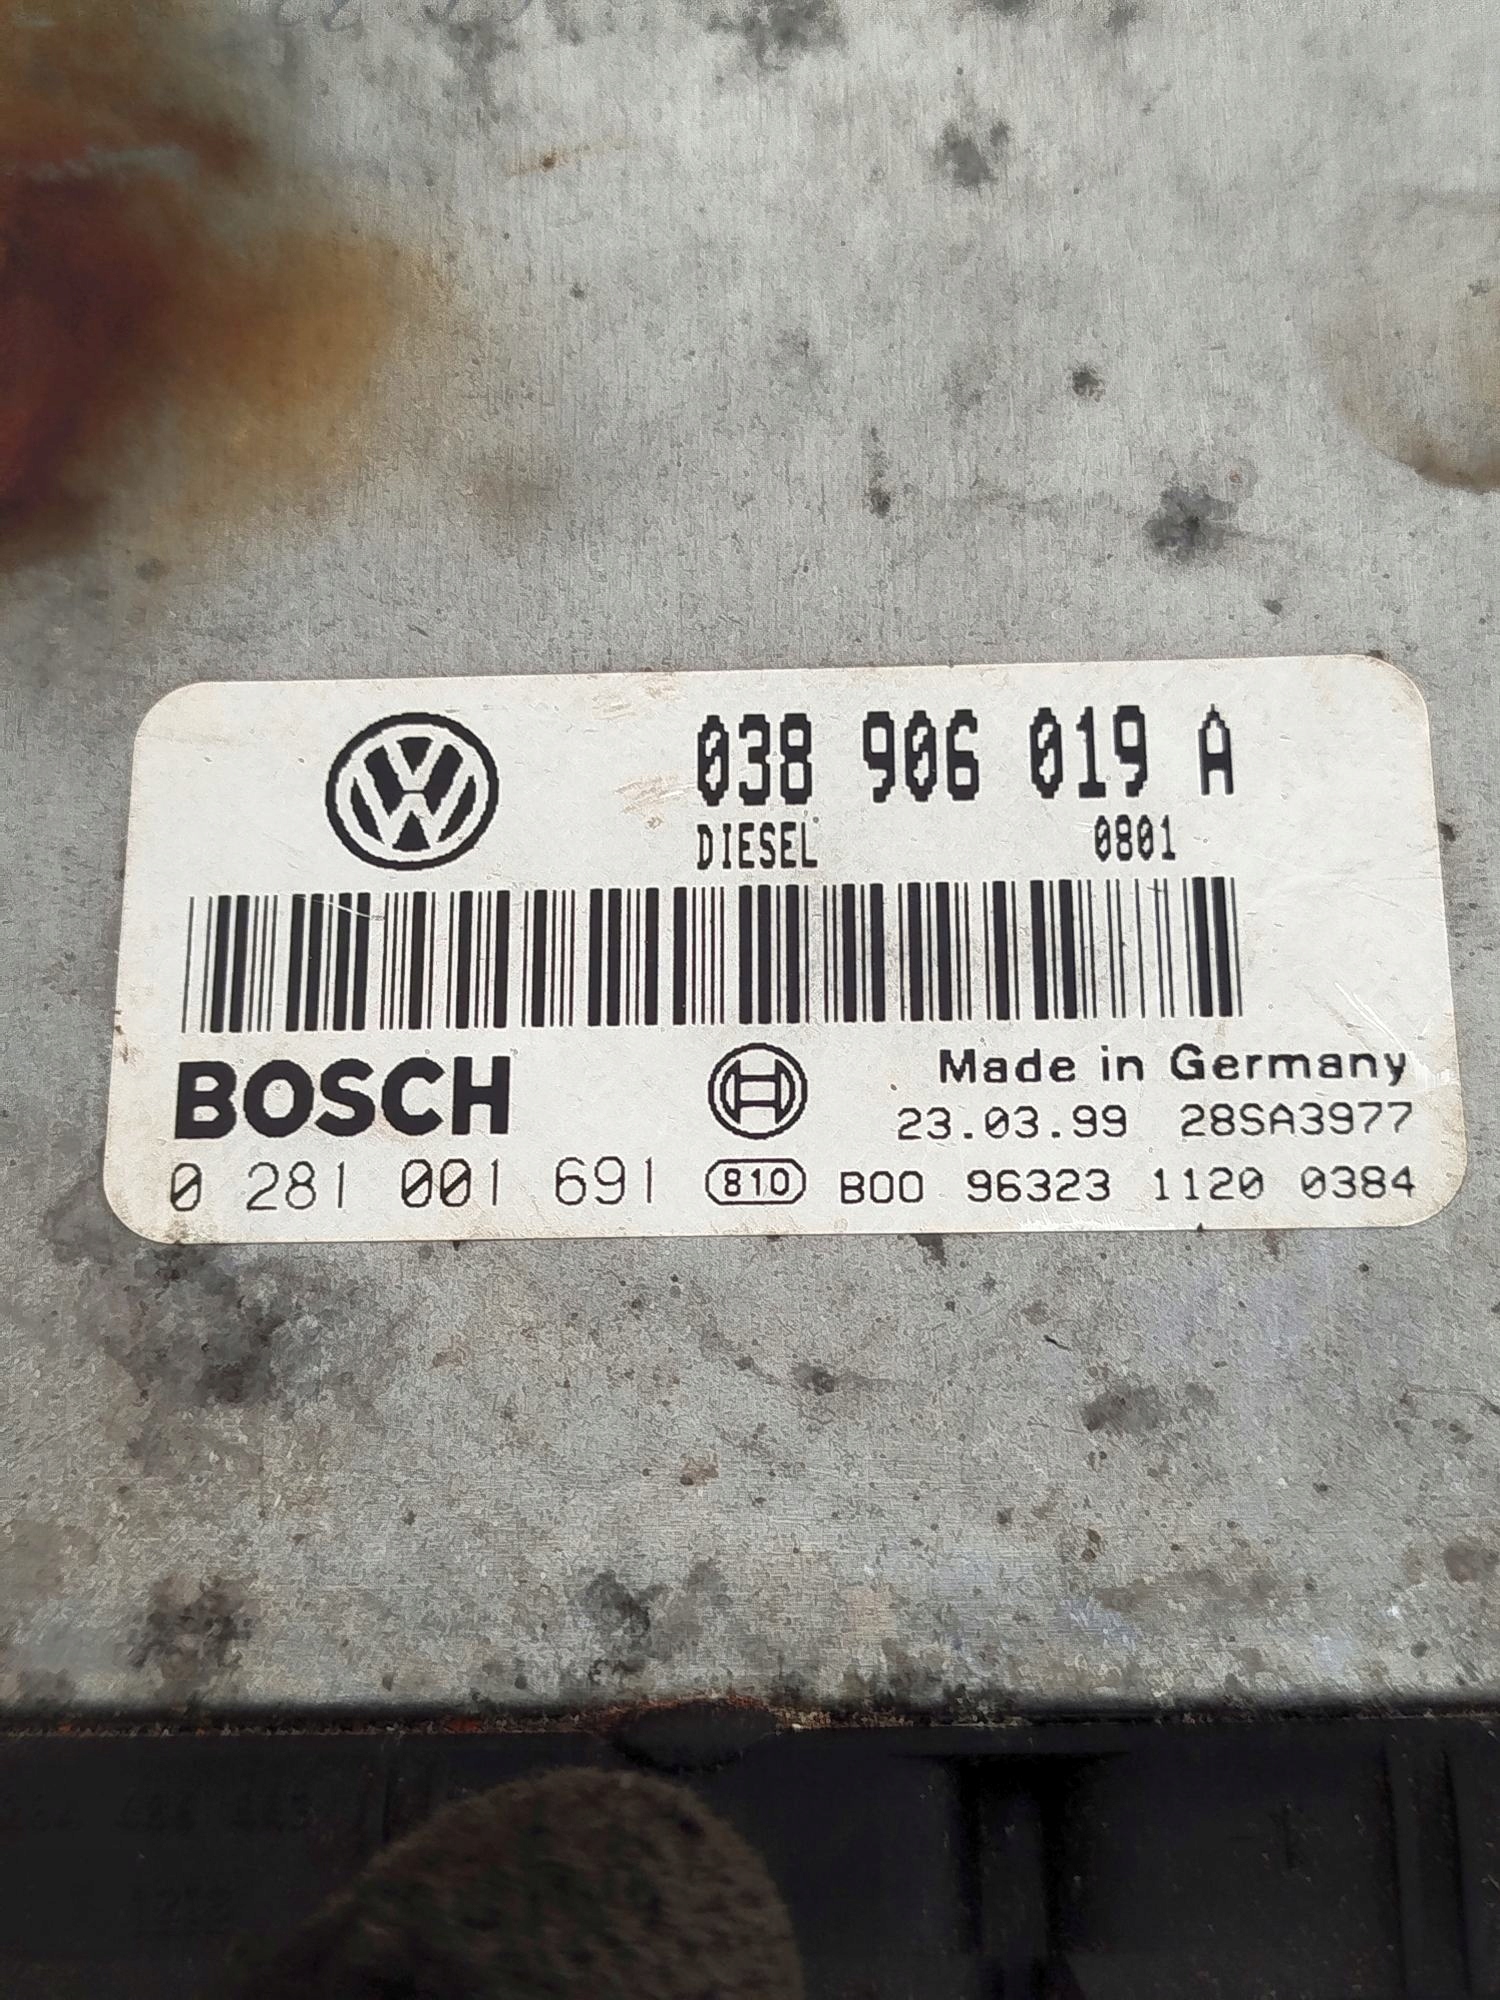 038 906 019 A
DIESEL 0801
BOSCH Made in Germany
23.03.99 28SA3977
0 281 001 691 810 B00 96323 1120 0384